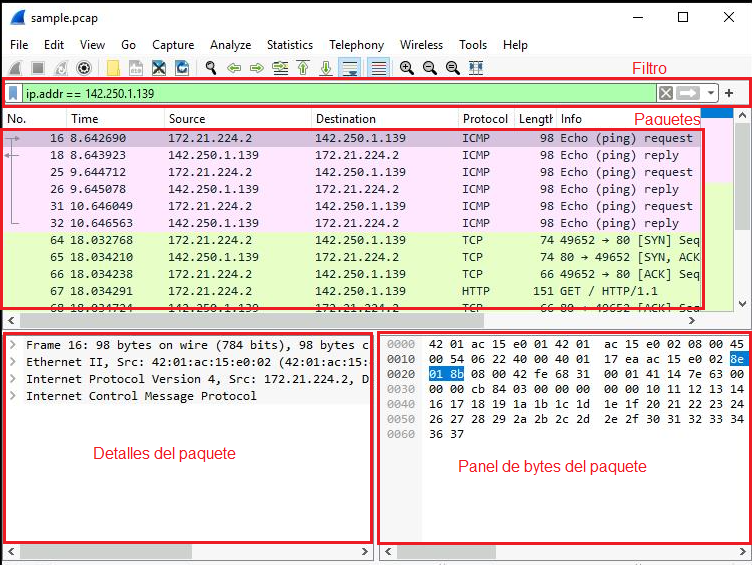 sample.pcap
File Edit View Go Capture Analyze Statistics Telephony Wireless Tools Help
Filtro
ip.addr == 142.250.1.139
Paquetes
No. Time Source Destination Protocol Length Info
16 8.642690 172.21.224.2 142.250.1.139 ICMP 98 Echo (ping) request
18 8.643923 142.250.1.139 172.21.224.2 ICMP 98 Echo (ping) reply
25 9.644712 172.21.224.2 142.250.1.139 ICMP 98 Echo (ping) request
26 9.645078 142.250.1.139 172.21.224.2 ICMP 98 Echo (ping) reply
31 10.646049 172.21.224.2 142.250.1.139 ICMP 98 Echo (ping) request
32 10.646563 142.250.1.139 172.21.224.2 ICMP 98 Echo (ping) reply
64 18.032768 172.21.224.2 142.250.1.139 TCP 74 49652 → 80 [SYN] Seq
65 18.034210 142.250.1.139 172.21.224.2 TCP 74 80 → 49652 [SYN, ACK
66 18.034238 172.21.224.2 142.250.1.139 TCP 66 49652 → 80 [ACK] Seq
67 18.034291 172.21.224.2 142.250.1.139 HTTP 151 GET / HTTP/1.1
68 18.034724 142.250.1.139 172.21.224.2 TCP 66 80 → 49652 [ACK] Seq
Frame 16: 98 bytes on wire (784 bits), 98 bytes c
Ethernet II, Src: 42:01:ac:15:e0:02 (42:01:ac:15:
Internet Protocol Version 4, Src: 172.21.224.2, D
Internet Control Message Protocol
Detalles del paquete
0000 42 01 ac 15 e0 01 42 01 ac 15 e0 02 08 00 45
0010 00 54 06 22 40 00 40 01 17 ea ac 15 e0 02 8e
0020 01 8b 08 00 42 fe 68 31 00 01 41 14 7e 63 00
0030 00 00 cb 84 03 00 00 00 00 00 10 11 12 13 14
0040 16 17 18 19 1a 1b 1c 1d 1e 1f 20 21 22 23 24
0050 26 27 28 29 2a 2b 2c 2d 2e 2f 30 31 32 33 34
0060 36 37
Panel de bytes del paquete